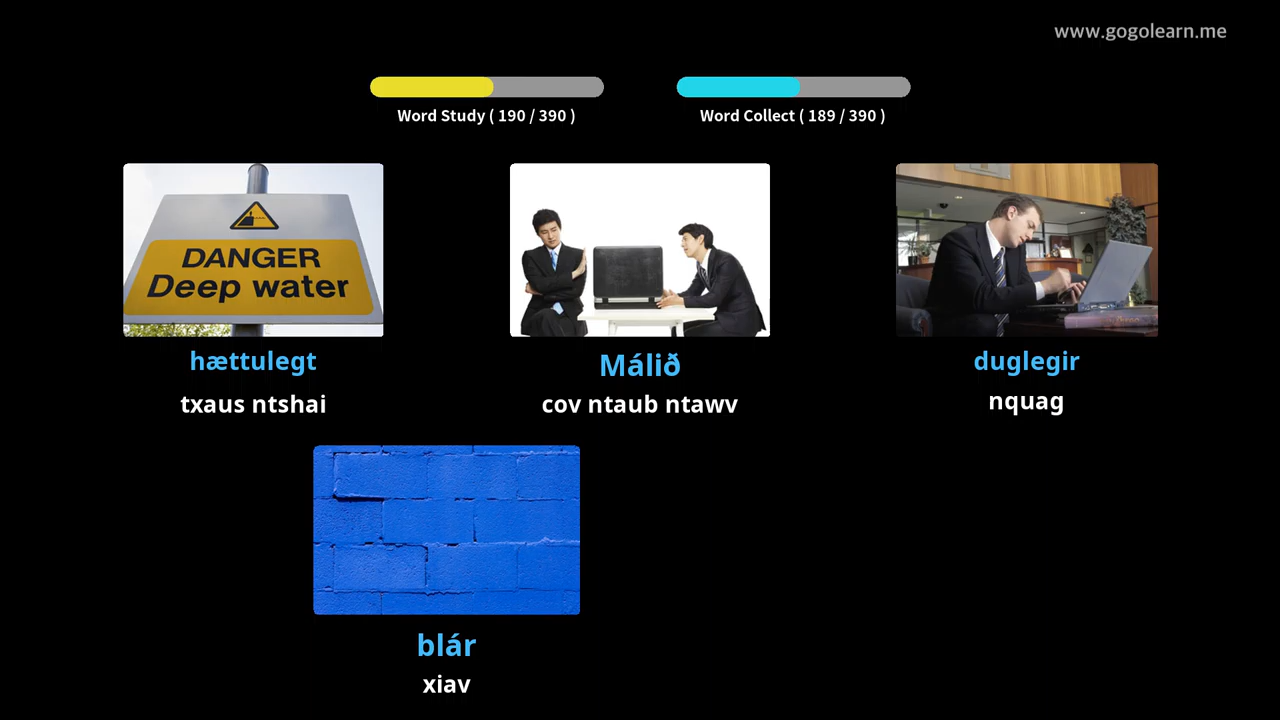 www.gogolearn.me
Word Study ( 190 / 390 )
Word Collect ( 189 / 390 )
DANGER
Deep water
hættulegt
txaus ntshai
Málið
cov ntaub ntawv
duglegir
nquag
blár
xiav